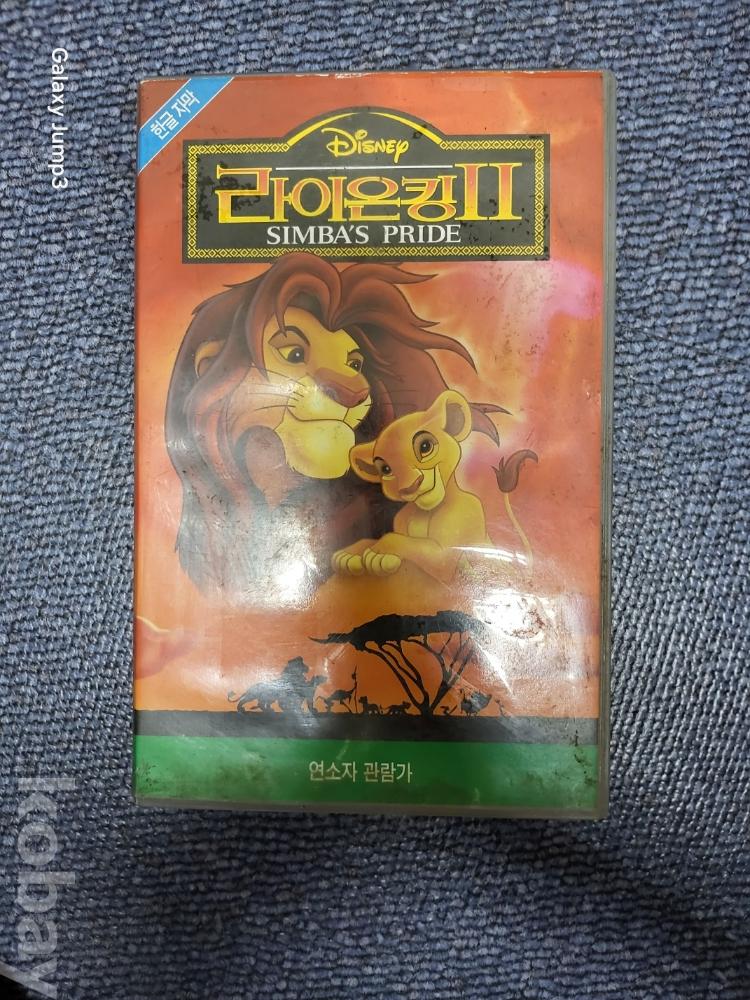 Galaxy Jump3
한글 자막
Disney
라이온킹II
SIMBA'S PRIDE
연소자 관람가
kobay